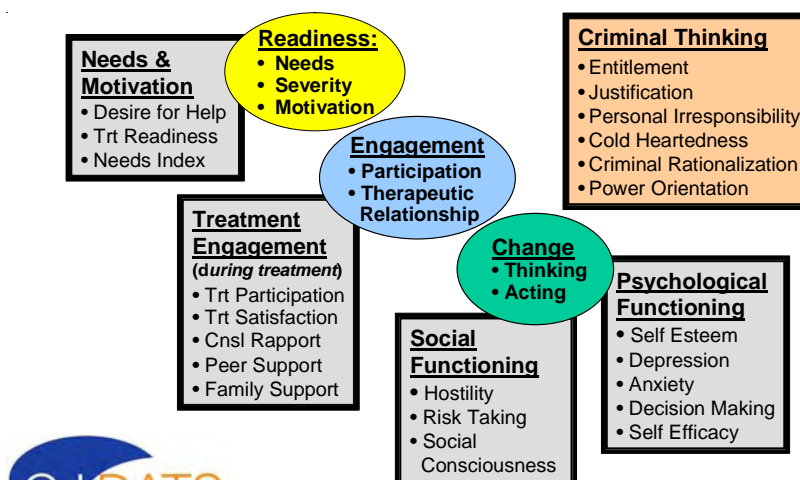 Needs &
Motivation
• Desire for Help
• Trt Readiness
• Needs Index
Readiness:
• Needs
• Severity
• Motivation
Criminal Thinking
• Entitlement
• Justification
• Personal Irresponsibility
• Cold Heartedness
• Criminal Rationalization
• Power Orientation
Engagement
• Participation
• Therapeutic
Relationship
Treatment
Engagement
(during treatment)
• Trt Participation
• Trt Satisfaction
• Cnsl Rapport
• Peer Support
• Family Support
Change
• Thinking
• Acting
Social
Functioning
• Hostility
• Risk Taking
• Social
Consciousness
Psychological
Functioning
• Self Esteem
• Depression
• Anxiety
• Decision Making
• Self Efficacy